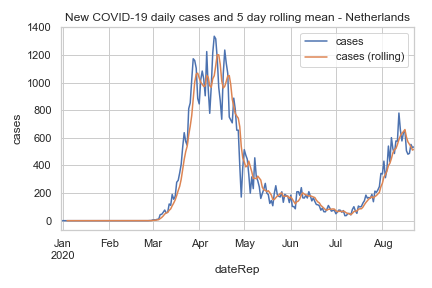 New COVID-19 daily cases and 5 day rolling mean - Netherlands
1400
1200
1000
800
600
400
200
0
cases
cases
cases (rolling)
Jan
2020
Feb
Mar
Apr
May
Jun
Jul
Aug
dateRep